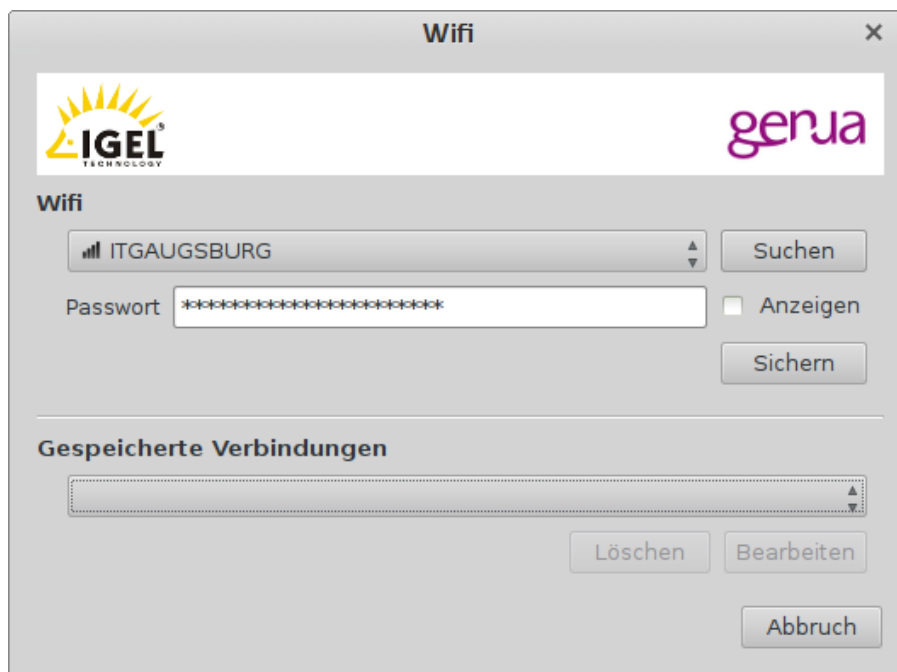 Wifi
IGEL
TECHNOLOGY
genua
Wifi
ITGAUGSBURG
Suchen
Passwort
**********************
Anzeigen
Sichern
Gespeicherte Verbindungen
Löschen
Bearbeiten
Abbruch